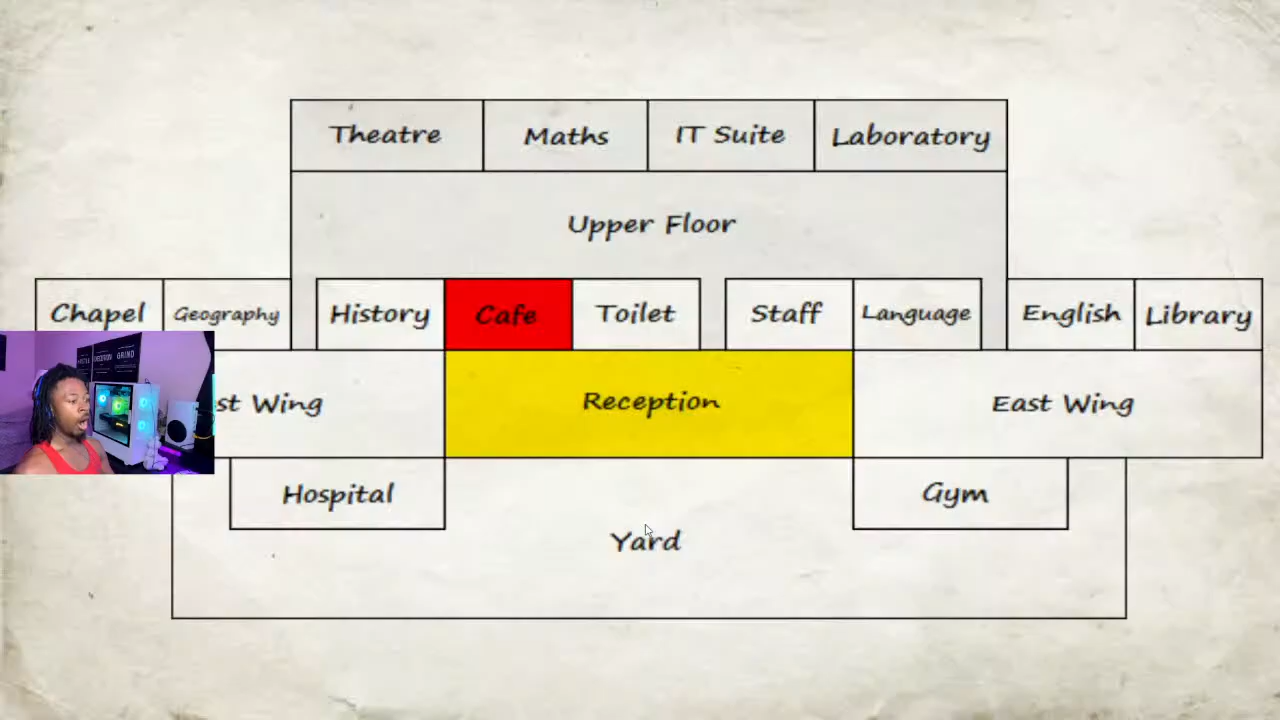 Theatre Maths IT Suite Laboratory
Upper Floor
Chapel Geography History Cafe Toilet Staff Language English Library
st Wing Reception East Wing
Hospital Gym
Yard
GRIND